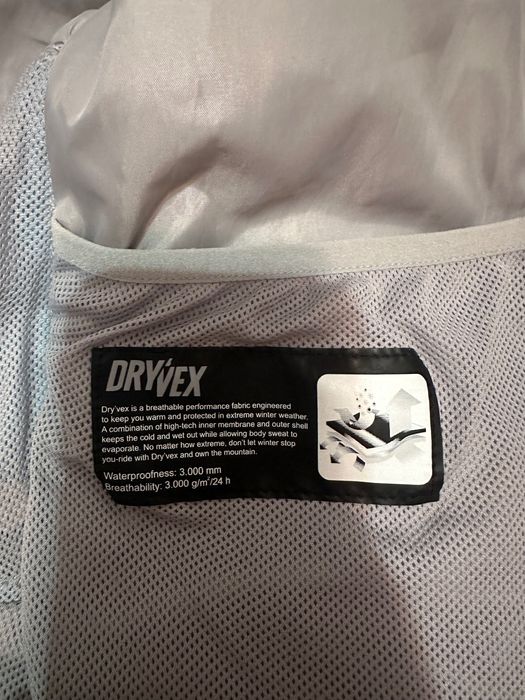 DRY'VEX
Dry'vex is a breathable performance fabric engineered
to keep you warm and protected in extreme winter weather.
A combination of high-tech inner membrane and outer shell
keeps the cold and wet out while allowing body sweat to
evaporate. No matter how extreme, don't let winter stop
you-ride with Dry'vex and own the mountain.
Waterproofness: 3.000 mm
Breathability: 3.000 g/m²/24 h